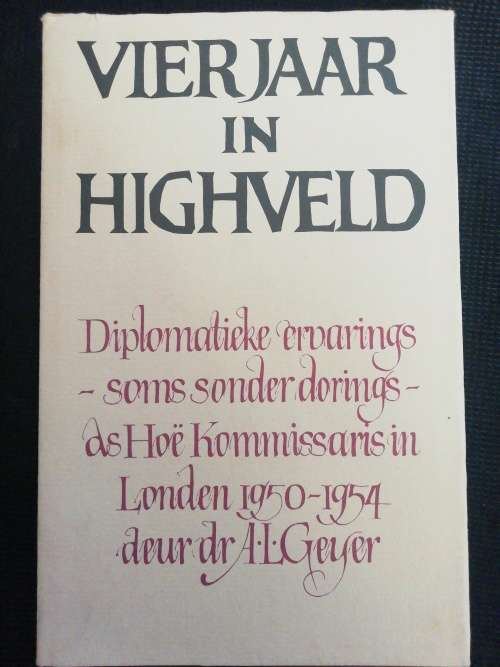 VIER JAAR
IN
HIGHVELD
Diplomatieke ervarings
- soms sonder dorings -
as Hoë Kommissaris in
Londen 1950-1954
deur dr A.L.Geyer